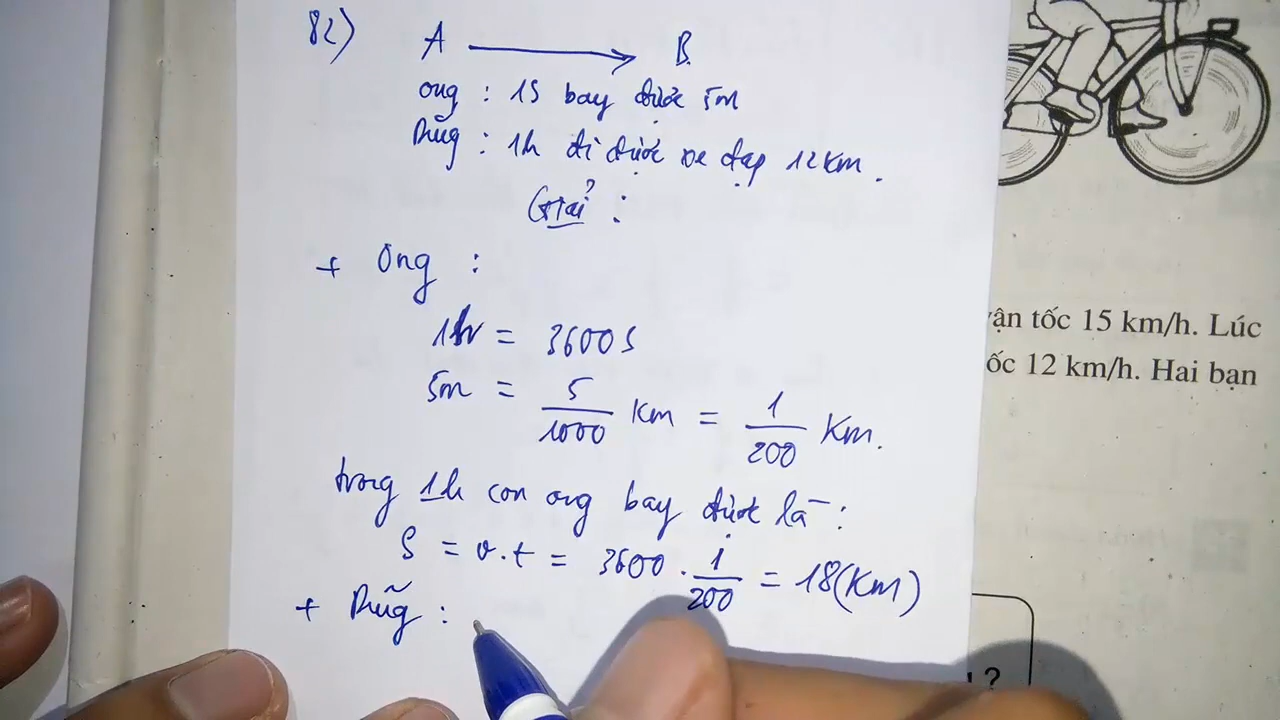 82) A → B
ong : 1s bay được 5m
Dũng : 1h đi được xe đạp 12km.
Giải :
+ Ong :
1h = 3600s
5m = 5/1000 km = 1/200 km.
trong 1h con ong bay được là :
S = v.t = 3600 . 1/200 = 18(km)
+ Dũng :
vận tốc 15 km/h. Lúc
ốc 12 km/h. Hai bạn
?